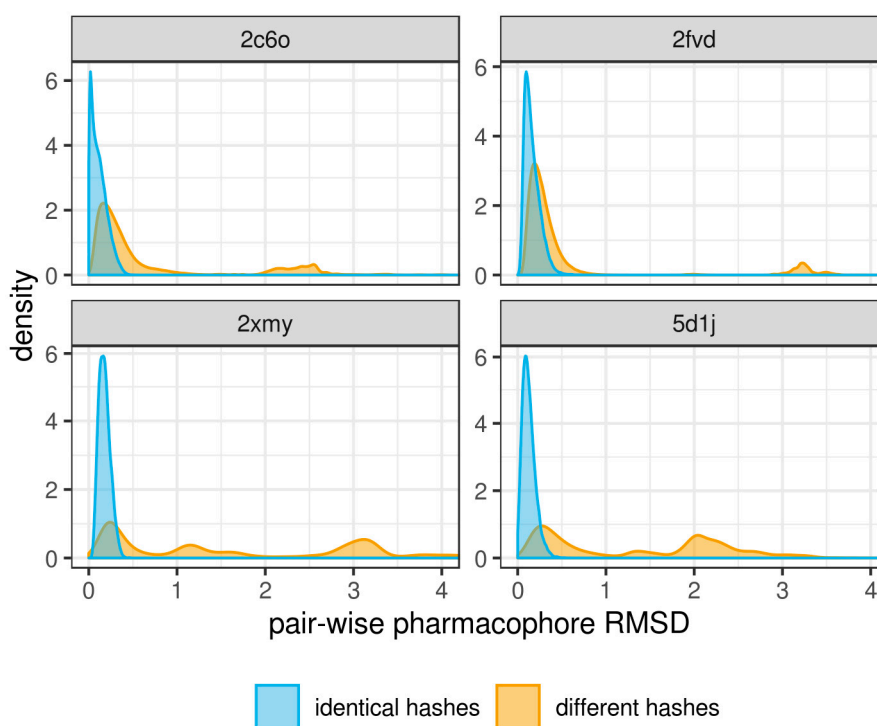 2c6o
2fvd
6
4
2
0
6
4
2
0
2xmy
5d1j
6
4
2
0
6
4
2
0
density
0 1 2 3 4
0 1 2 3 4
pair-wise pharmacophore RMSD
identical hashes
different hashes